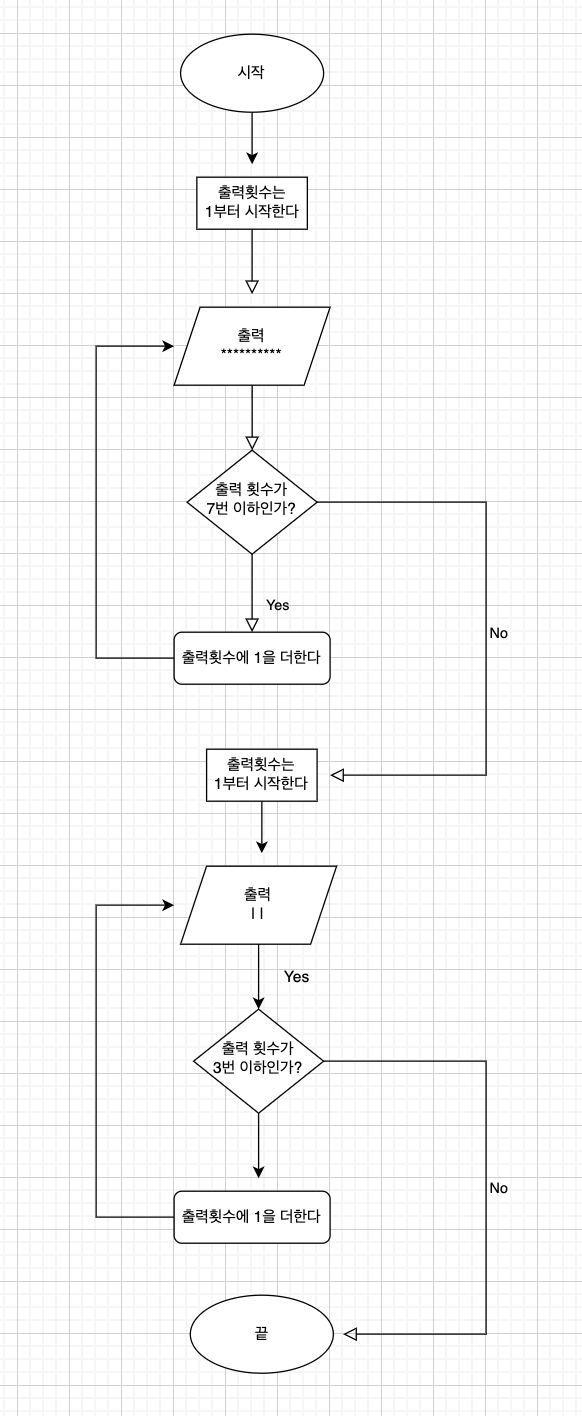 시작
출력횟수는
1부터 시작한다
출력
**********
출력 횟수가
7번 이하인가?
Yes
No
출력횟수에 1을 더한다
출력횟수는
1부터 시작한다
출력
| |
Yes
출력 횟수가
3번 이하인가?
No
출력횟수에 1을 더한다
끝